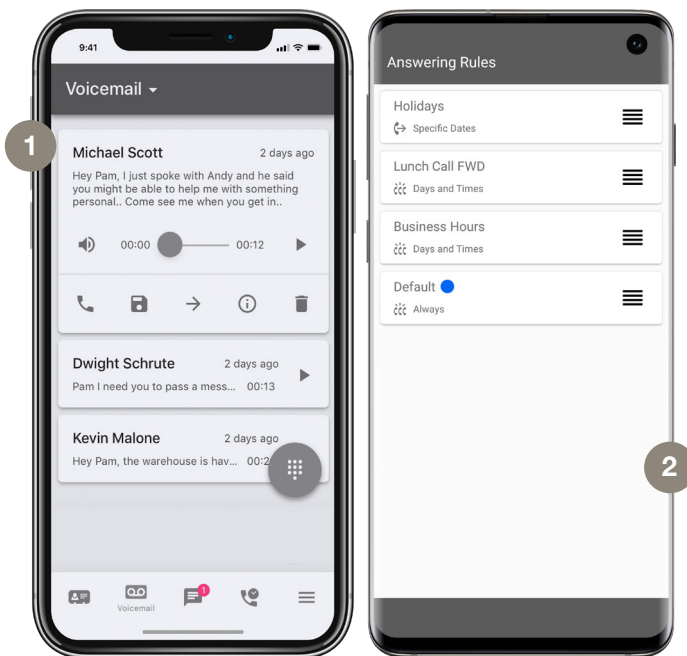 1
9:41
Voicemail
Michael Scott 2 days ago
Hey Pam, I just spoke with Andy and he said
you might be able to help me with something
personal.. Come see me when you get in..
00:00 00:12
Dwight Schrute 2 days ago
Pam I need you to pass a mess... 00:13
Kevin Malone 2 days ago
Hey Pam, the warehouse is hav... 00:2
1
Voicemail
Answering Rules
Holidays
Specific Dates
Lunch Call FWD
Days and Times
Business Hours
Days and Times
Default
Always
2